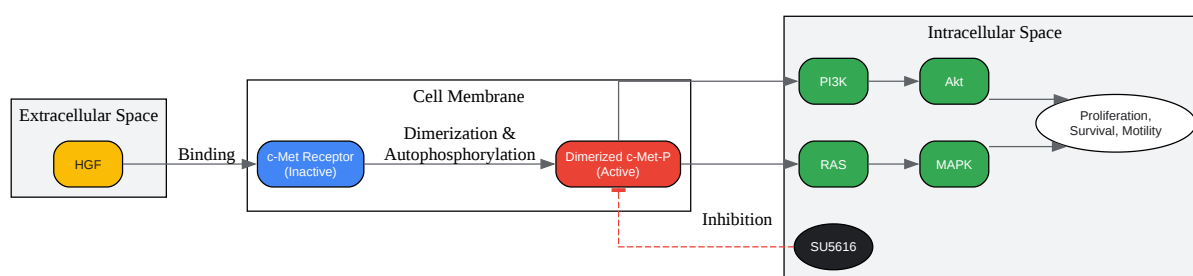 Extracellular Space
HGF
Binding
Cell Membrane
c-Met Receptor
(Inactive)
Dimerization &
Autophosphorylation
Dimerized c-Met-P
(Active)
Inhibition
Intracellular Space
PI3K
Akt
RAS
MAPK
Proliferation,
Survival, Motility
SU5616